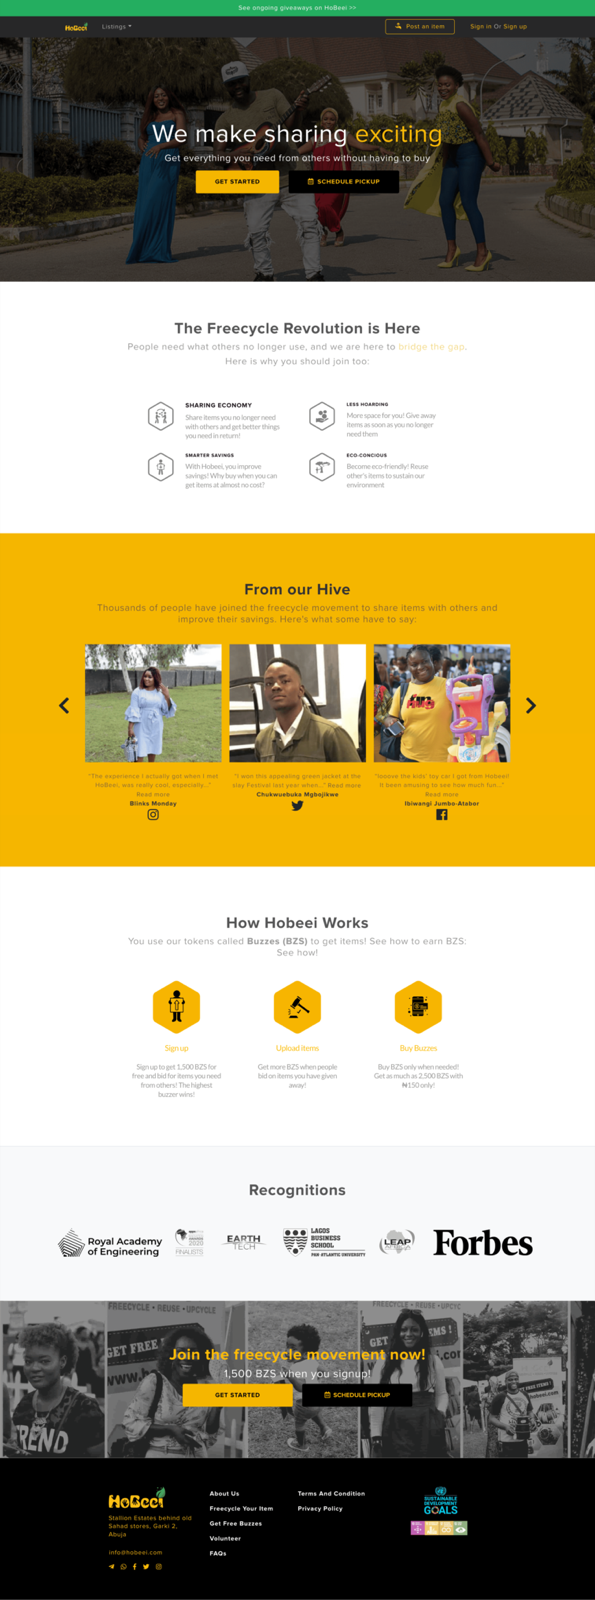 See ongoing giveaways on HoBeei >>
HoBeei
Listings
Post an item
Sign in Or Sign up
We make sharing exciting
Get everything you need from others without having to buy
GET STARTED
SCHEDULE PICKUP
The Freecycle Revolution is Here
People need what others no longer use, and we are here to bridge the gap.
Here is why you should join too:
SHARING ECONOMY
Share items you no longer need
with others and get better things
you need in return!
LESS HOARDING
More space for you! Give away
items as soon as you no longer
need them
SMARTER SAVINGS
With Hobeei, you improve
savings! Why buy when you can
get items at almost no cost?
ECO-CONCIOUS
Become eco-friendly! Reuse
other's items to sustain our
environment
From our Hive
Thousands of people have joined the freecycle movement to share items with others and
improve their savings. Here's what some have to say:
"The experience I actually got when I met
HoBeei, was really cool, especially..."
Read more
Blinks Monday
"I won this appealing green jacket at the
slay Festival last year when..." Read more
Chukwuebuka Mgbojikwe
"looove the kids' toy car I got from Hobeei!
It been amusing to see how much fun..."
Read more
Ibiwangi Jumbo-Atabor
How Hobeei Works
You use our tokens called Buzzes (BZS) to get items! See how to earn BZS:
See how!
Sign up
Sign up to get 1,500 BZS for
free and bid for items you need
from others! The highest
buzzer wins!
Upload items
Get more BZS when people
bid on items you have given
away!
Buy Buzzes
Buy BZS only when needed!
Get as much as 2,500 BZS with
₦150 only!
Recognitions
Royal Academy
of Engineering
FINALISTS
EARTH
TECH
LAGOS
BUSINESS
SCHOOL
PAN-ATLANTIC UNIVERSITY
LEAP
AFRICA
Forbes
FREECYCLE • REUSE • UPCYCLE
GET FREE
TREND
Join the freecycle movement now!
1,500 BZS when you signup!
GET STARTED
SCHEDULE PICKUP
HoBeei
Stallion Estates behind old
Sahad stores, Garki 2,
Abuja
info@hobeei.com
About Us
Freecycle Your Item
Get Free Buzzes
Volunteer
FAQs
Terms And Condition
Privacy Policy
SUSTAINABLE
DEVELOPMENT
GOALS